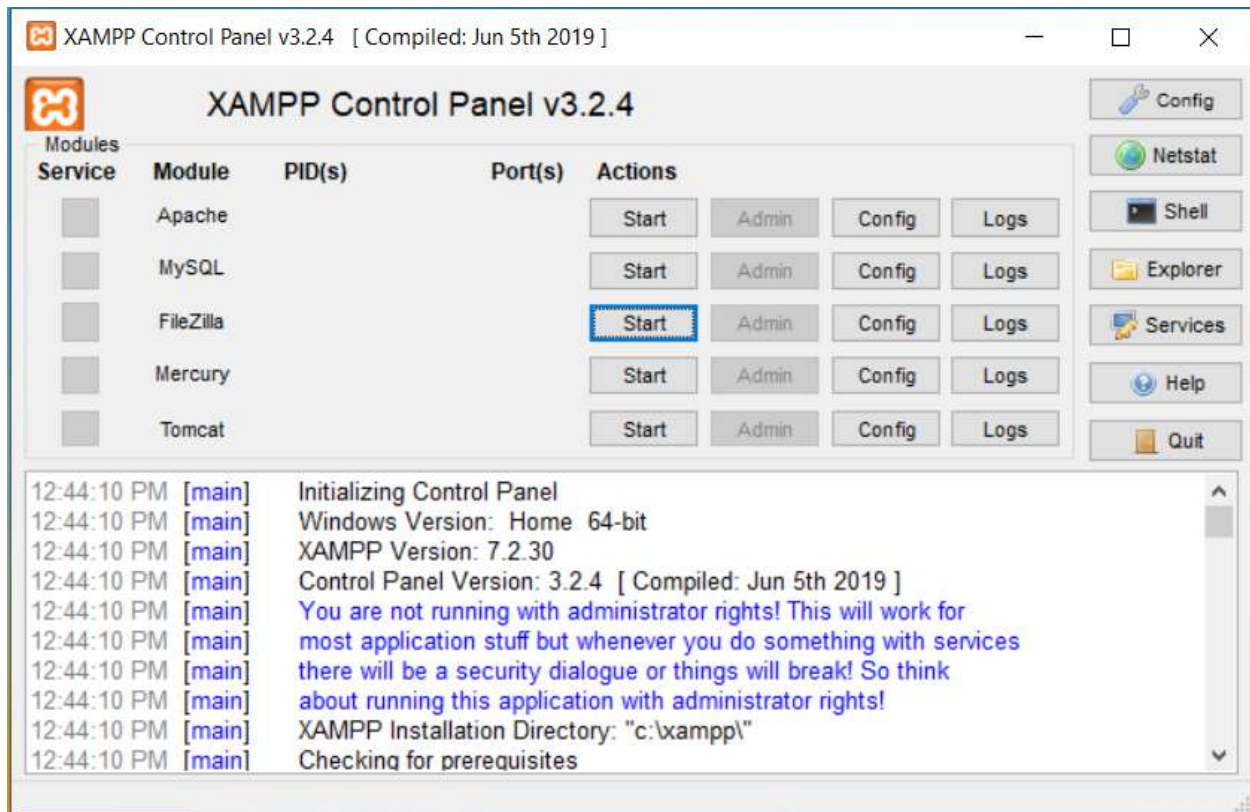 XAMPP Control Panel v3.2.4 [ Compiled: Jun 5th 2019 ]
XAMPP Control Panel v3.2.4
Config
Modules
Service Module PID(s) Port(s) Actions
Netstat
Apache Start Admin Config Logs
Shell
MySQL Start Admin Config Logs
Explorer
FileZilla Start Admin Config Logs
Services
Mercury Start Admin Config Logs
Help
Tomcat Start Admin Config Logs
Quit
12:44:10 PM [main] Initializing Control Panel
12:44:10 PM [main] Windows Version: Home 64-bit
12:44:10 PM [main] XAMPP Version: 7.2.30
12:44:10 PM [main] Control Panel Version: 3.2.4 [ Compiled: Jun 5th 2019 ]
12:44:10 PM [main] You are not running with administrator rights! This will work for
12:44:10 PM [main] most application stuff but whenever you do something with services
12:44:10 PM [main] there will be a security dialogue or things will break! So think
12:44:10 PM [main] about running this application with administrator rights!
12:44:10 PM [main] XAMPP Installation Directory: "c:\xampp\"
12:44:10 PM [main] Checking for prerequisites